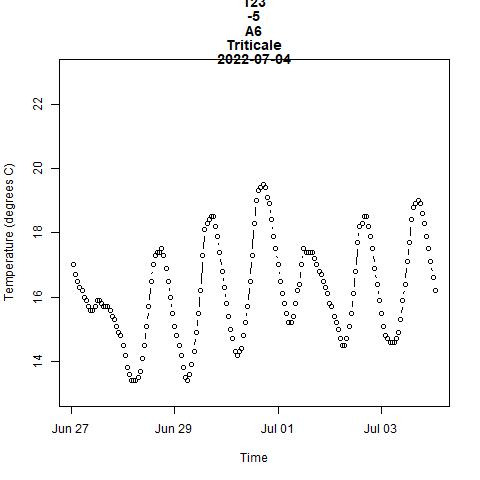 123
-5
A6
Triticale
2022-07-04
Temperature (degrees C)
22
20
18
16
14
Jun 27
Jun 29
Jul 01
Jul 03
Time